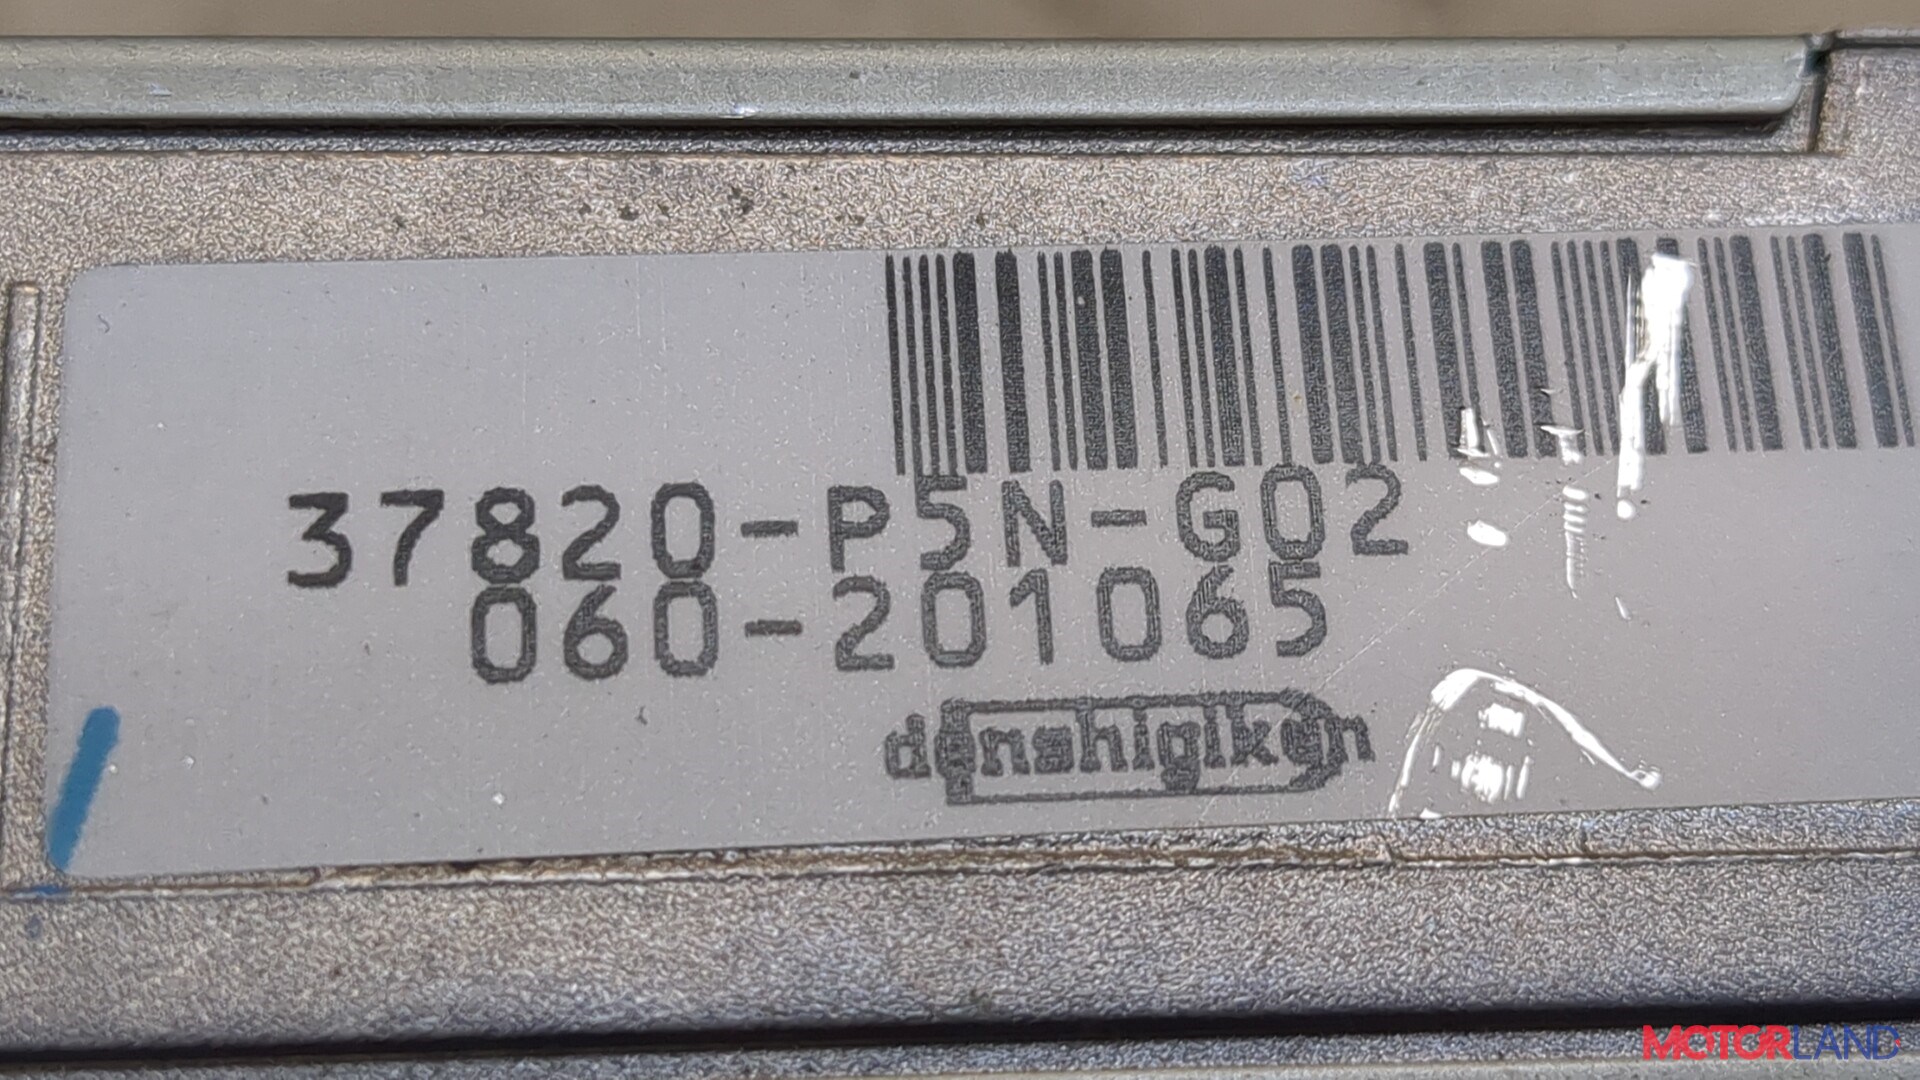 37820-P5N-G02
060-201065
denshigiken
MOTORLAND